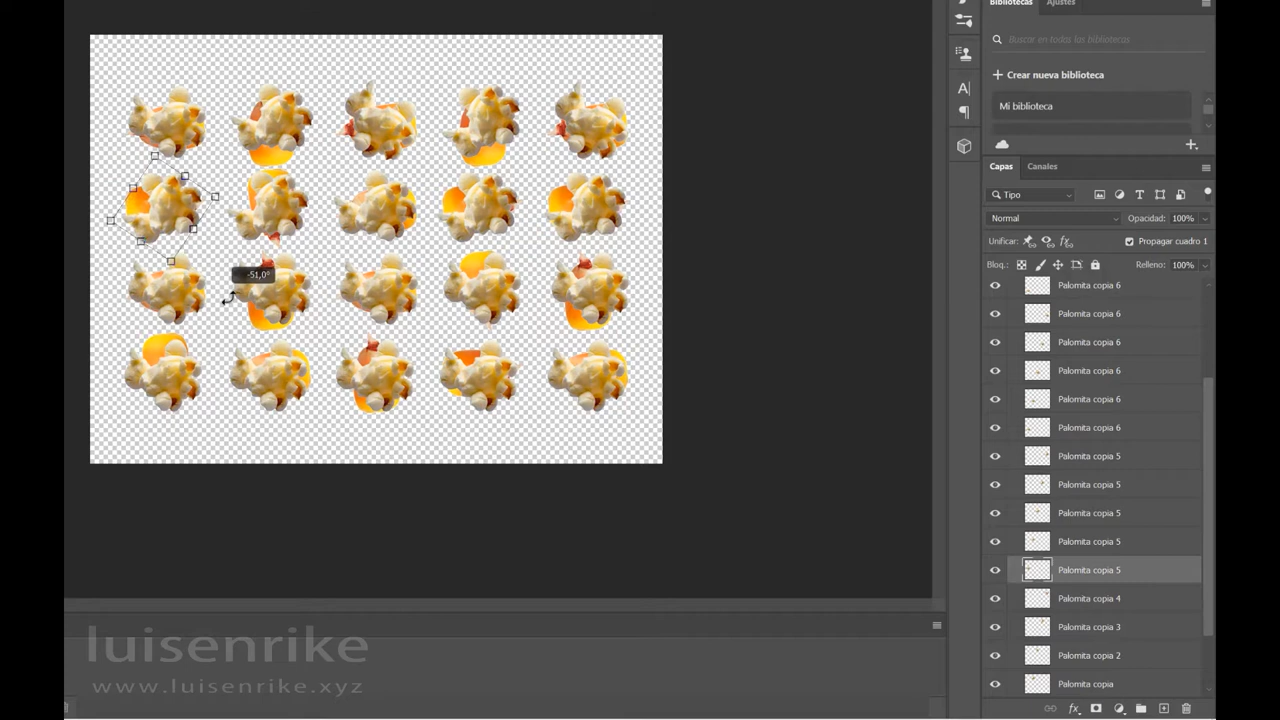 Bibliotecas Ajustes
Buscar en todas las bibliotecas
Crear nueva biblioteca
Mi biblioteca
Capas Canales
Tipo
Normal Opacidad: 100%
Unificar: Propagar cuadro 1
Bloq.: Relleno: 100%
Palomita copia 6
Palomita copia 6
Palomita copia 6
Palomita copia 6
Palomita copia 6
Palomita copia 6
Palomita copia 5
Palomita copia 5
Palomita copia 5
Palomita copia 5
Palomita copia 5
Palomita copia 4
Palomita copia 3
Palomita copia 2
Palomita copia
-51,0°
luisenrike
www.luisenrike.xyz